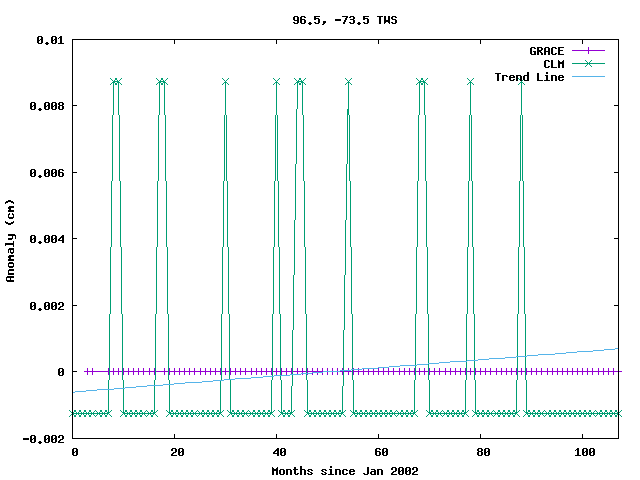 96.5, -73.5 TWS
0.01
0.008
0.006
0.004
0.002
0
-0.002
Anomaly (cm)
GRACE
CLM
Trend Line
0 20 40 60 80 100
Months since Jan 2002